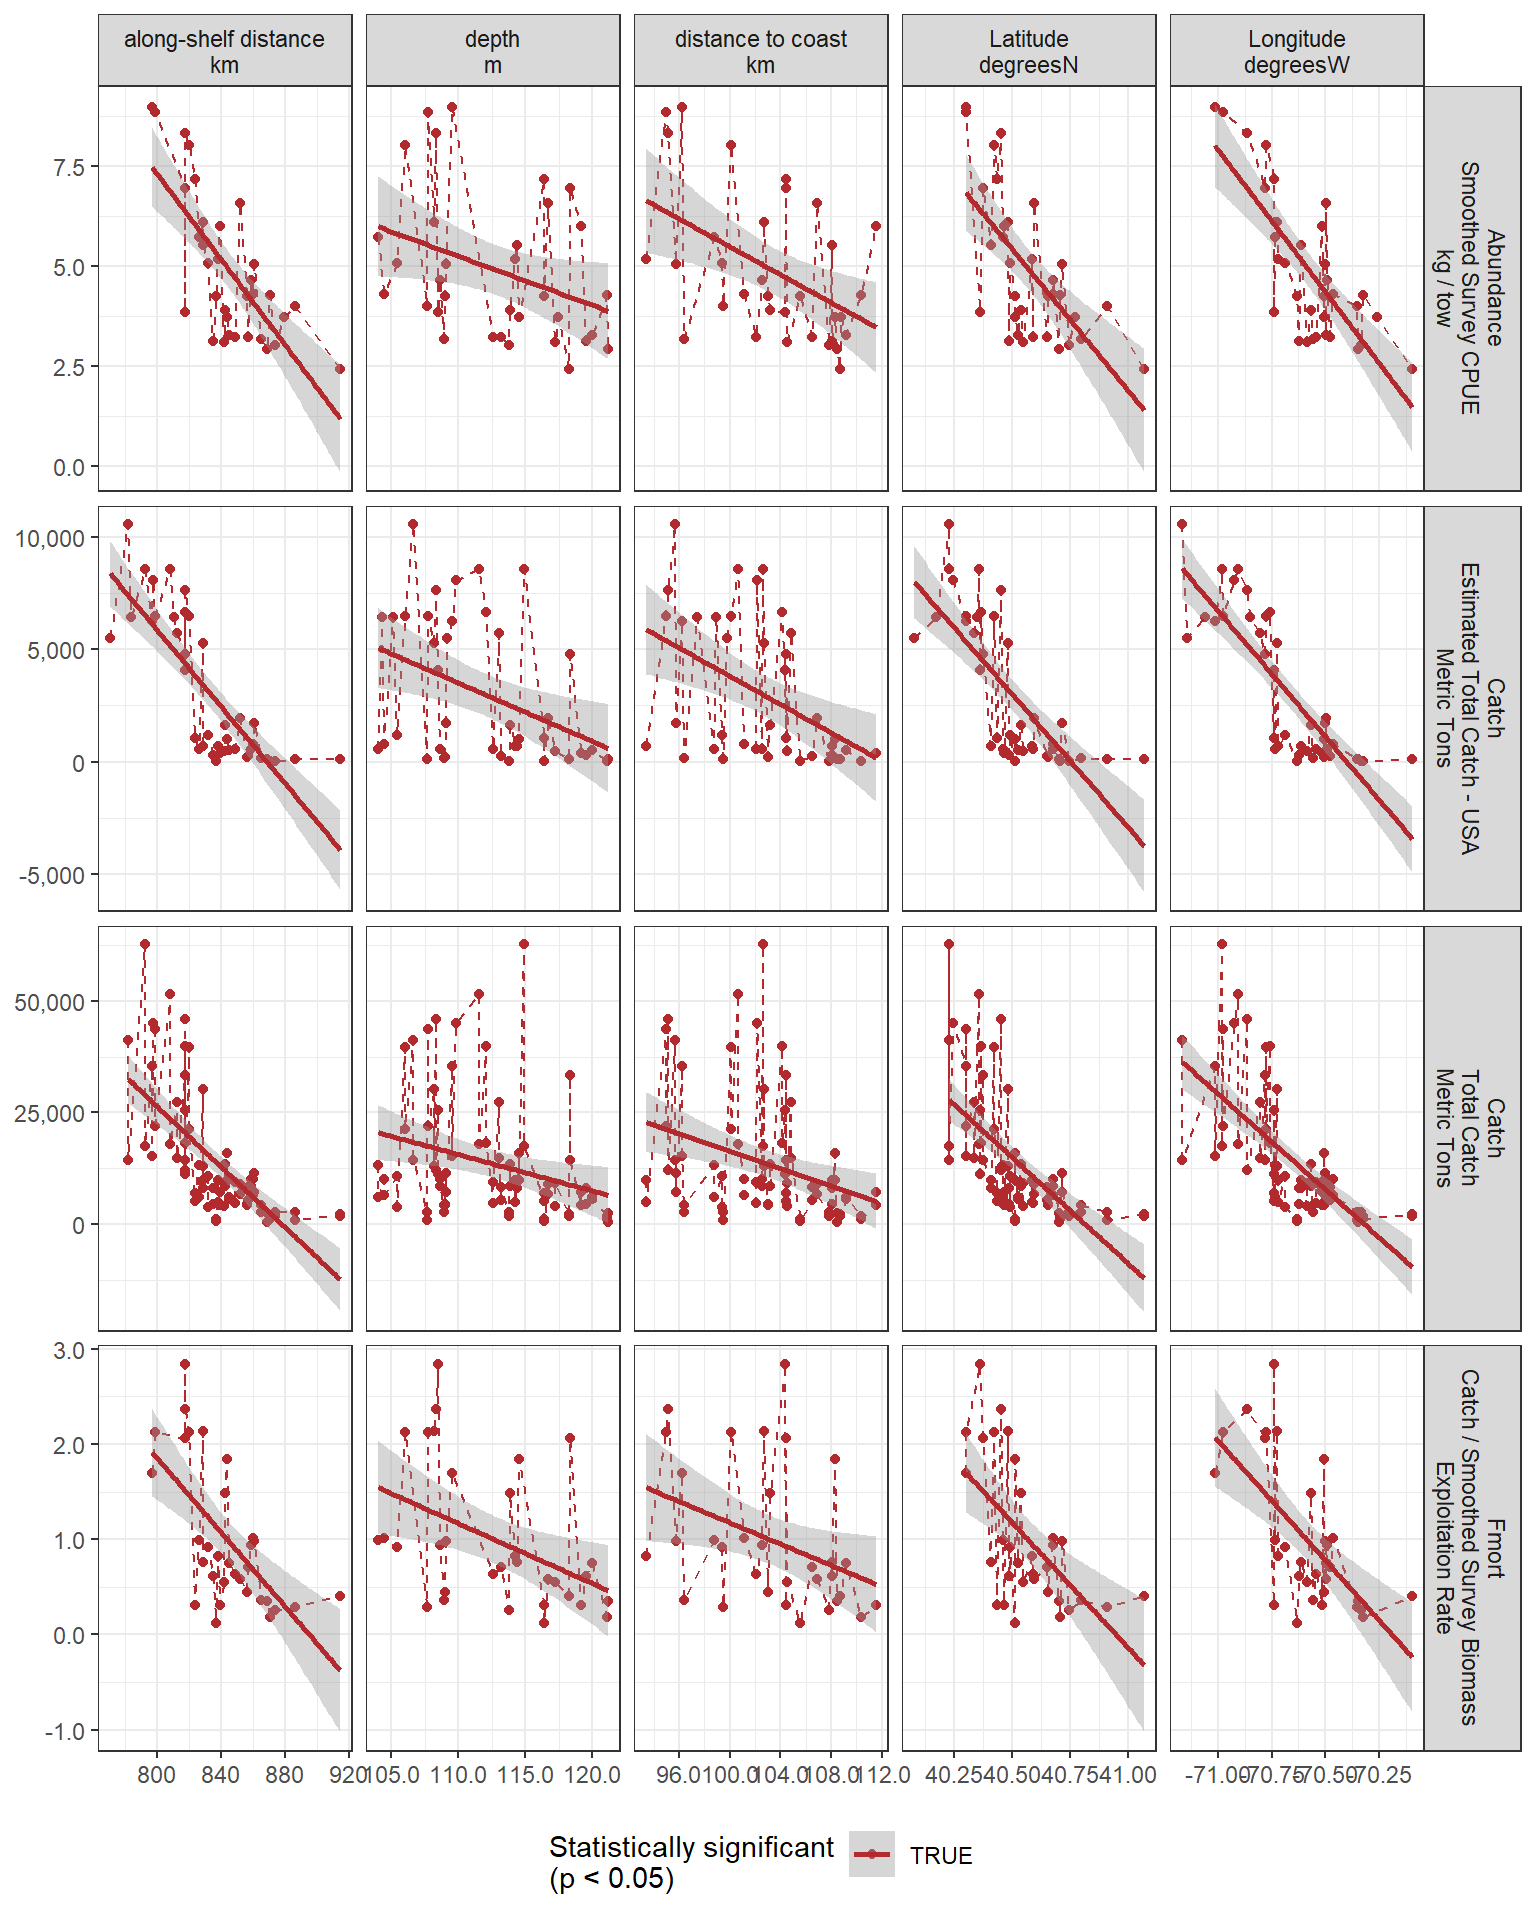 along-shelf distance
km
depth
m
distance to coast
km
Latitude
degreesN
Longitude
degreesW
7.5
5.0
2.5
0.0
Abundance
Smoothed Survey CPUE
kg / tow
10,000
5,000
0
-5,000
Catch
Estimated Total Catch - USA
Metric Tons
50,000
25,000
0
Catch
Total Catch
Metric Tons
3.0
2.0
1.0
0.0
-1.0
Fmort
Catch / Smoothed Survey Biomass
Exploitation Rate
800 840 880 920
105.0 110.0 115.0 120.0
96.0 100.0 104.0 108.0 112.0
40.25 40.50 40.75 41.00
-71.00 -70.75 -70.50 -70.25
Statistically significant
(p < 0.05)
TRUE